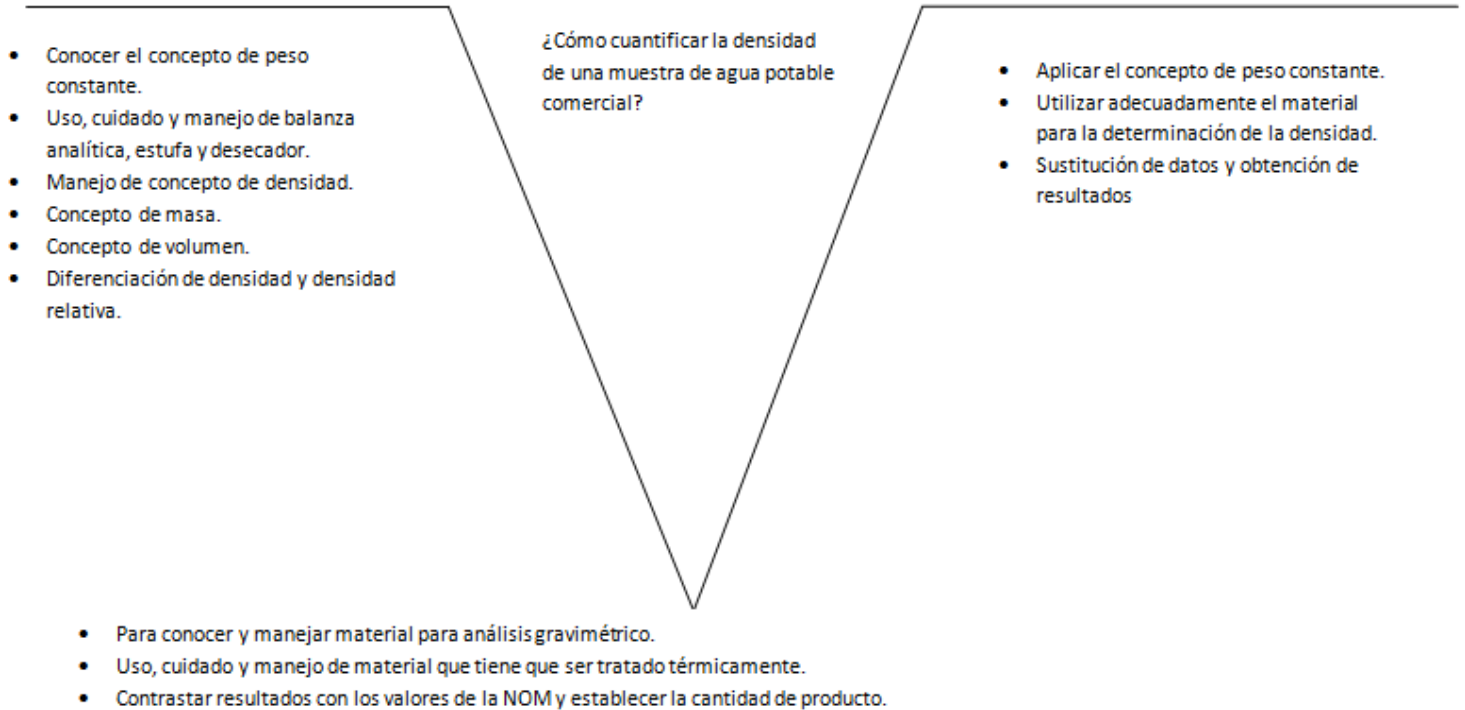 • Conocer el concepto de peso
constante.
• Uso, cuidado y manejo de balanza
analítica, estufa y desecador.
• Manejo de concepto de densidad.
• Concepto de masa.
• Concepto de volumen.
• Diferenciación de densidad y densidad
relativa.
¿Cómo cuantificar la densidad
de una muestra de agua potable
comercial?
• Aplicar el concepto de peso constante.
• Utilizar adecuadamente el material
para la determinación de la densidad.
• Sustitución de datos y obtención de
resultados
• Para conocer y manejar material para análisis gravimétrico.
• Uso, cuidado y manejo de material que tiene que ser tratado térmicamente.
• Contrastar resultados con los valores de la NOM y establecer la cantidad de producto.